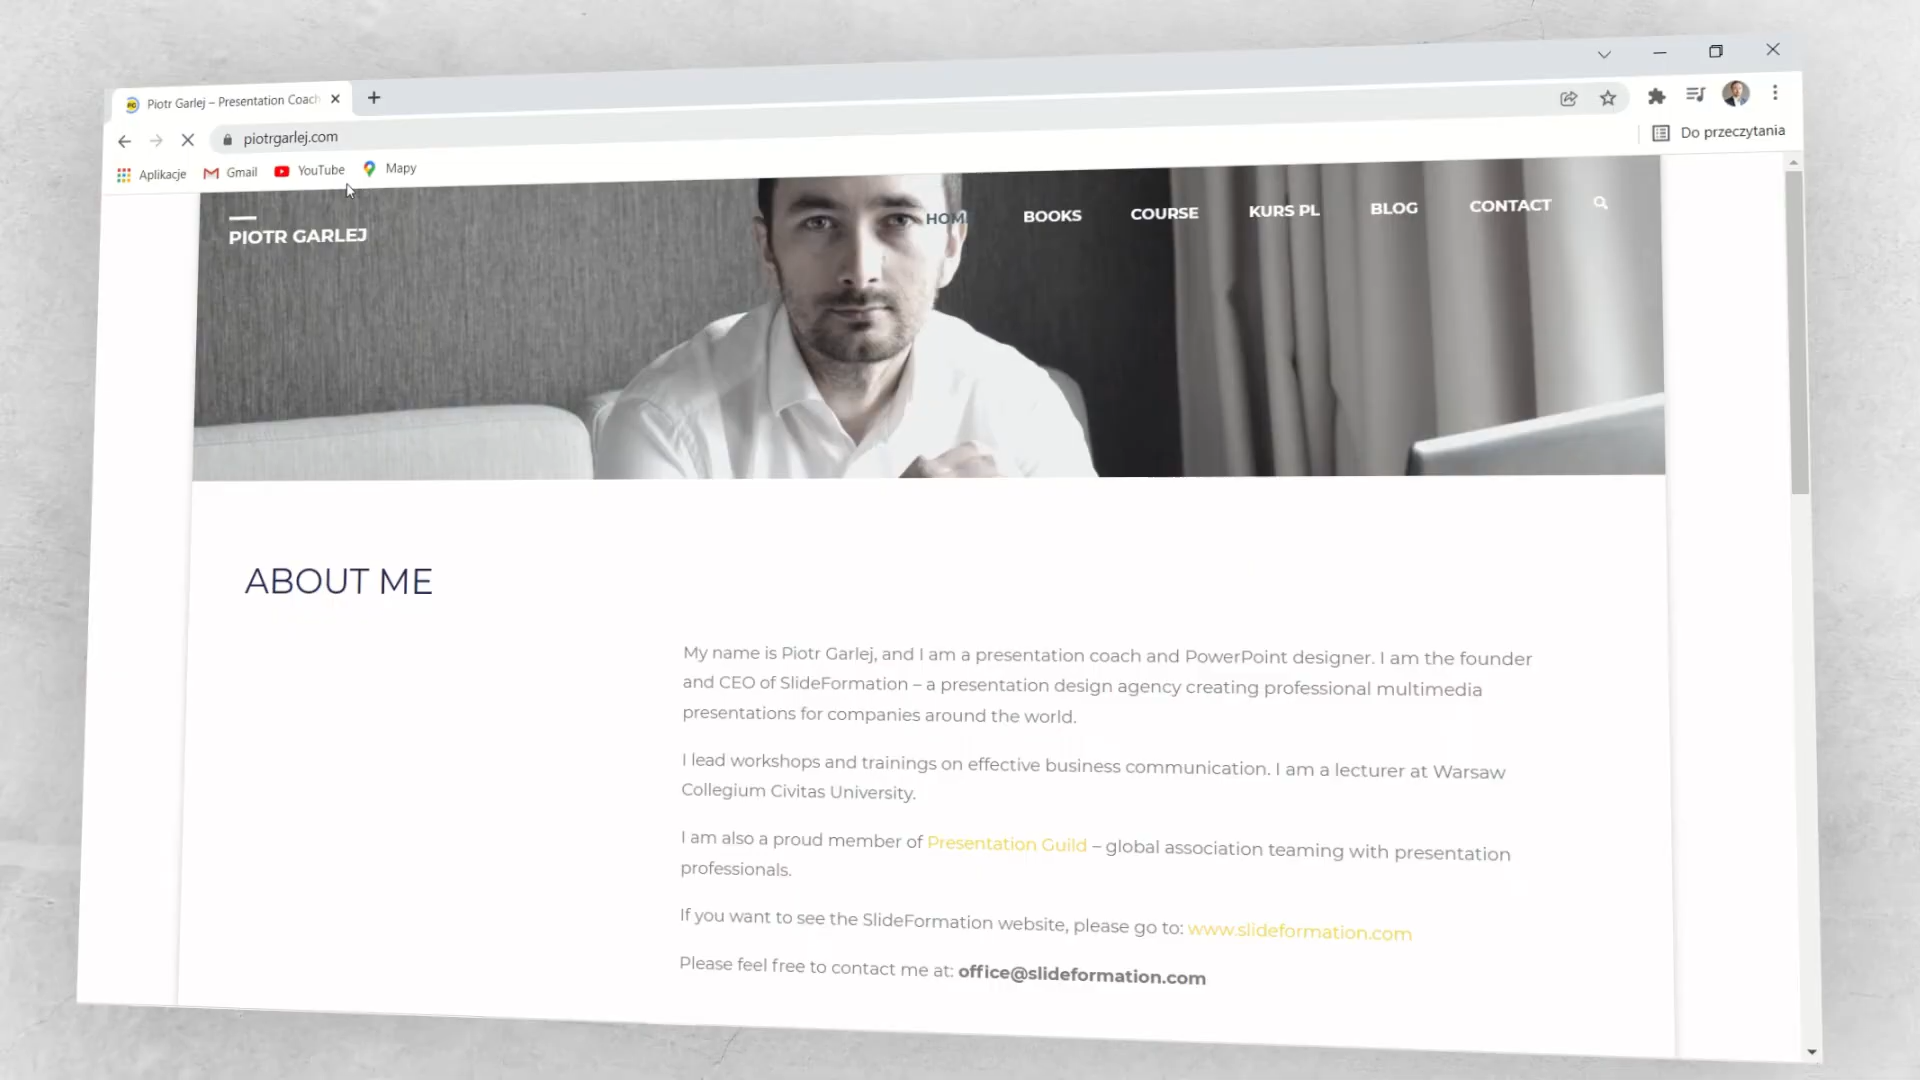 Piotr Garlej – Presentation Coach
piotrgarlej.com
Do przeczytania
Aplikacje Gmail YouTube Mapy
PIOTR GARLEJ
HOME BOOKS COURSE KURS PL BLOG CONTACT
ABOUT ME
My name is Piotr Garlej, and I am a presentation coach and PowerPoint designer. I am the founder
and CEO of SlideFormation – a presentation design agency creating professional multimedia
presentations for companies around the world.
I lead workshops and trainings on effective business communication. I am a lecturer at Warsaw
Collegium Civitas University.
I am also a proud member of Presentation Guild – global association teaming with presentation
professionals.
If you want to see the SlideFormation website, please go to: www.slideformation.com
Please feel free to contact me at: office@slideformation.com